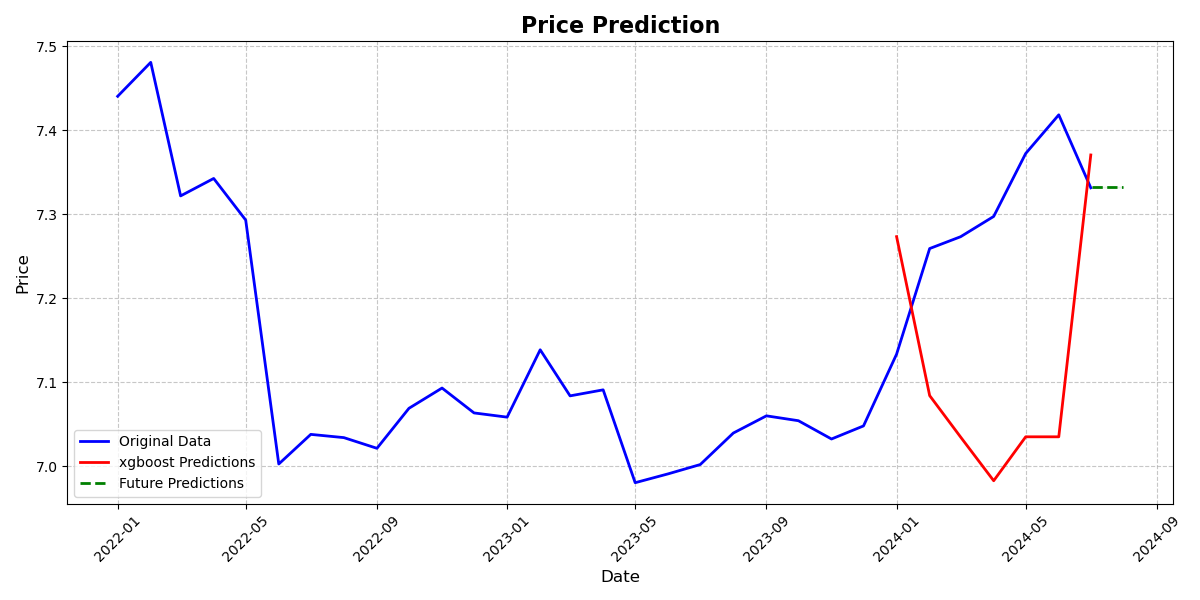 Price Prediction
7.5
7.4
7.3
7.2
7.1
7.0
Price
Original Data
xgboost Predictions
Future Predictions
2022-01
2022-05
2022-09
2023-01
2023-05
2023-09
2024-01
2024-05
2024-09
Date